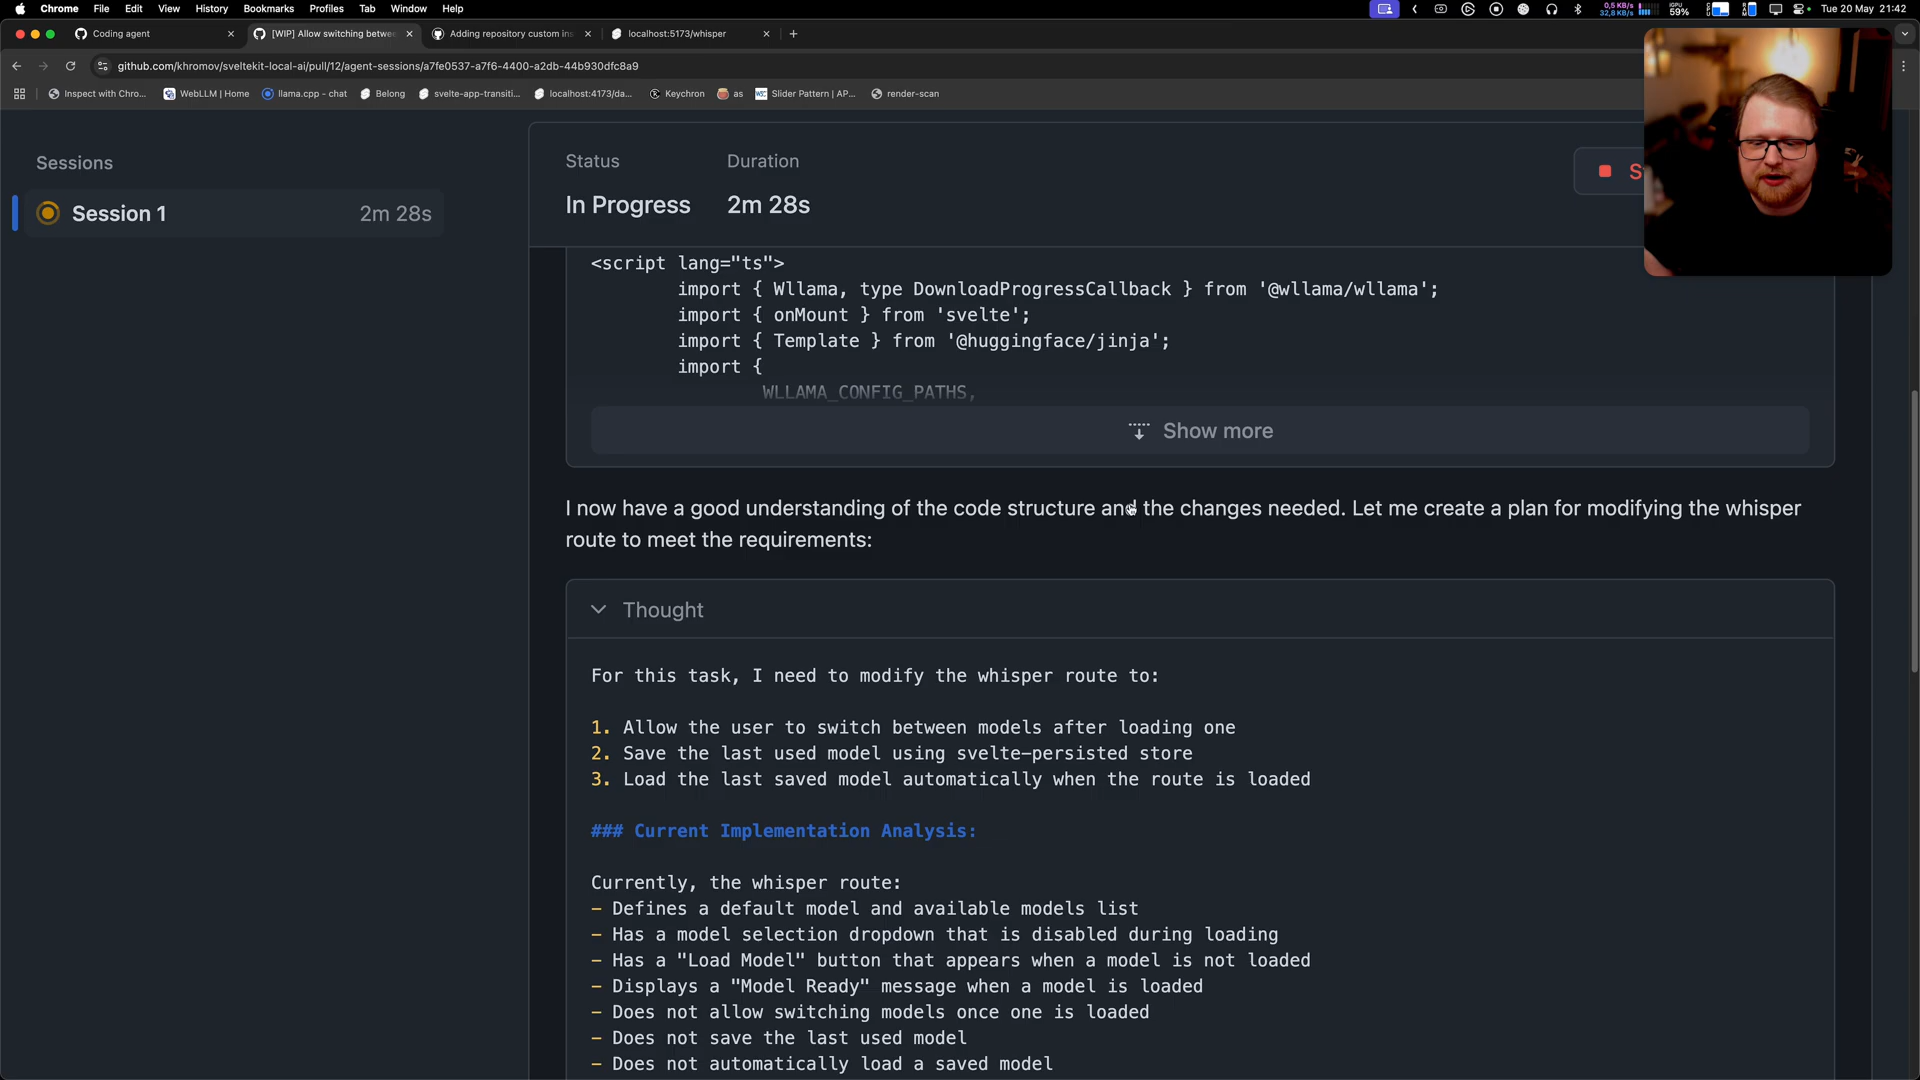 Chrome File Edit View History Bookmarks Profiles Tab Window Help
0,5 KB/s
32,8 KB/s
IGPU
59%
Tue 20 May 21:42
Coding agent
[WIP] Allow switching betwe
Adding repository custom in
localhost:5173/whisper
github.com/khromov/sveltekit-local-ai/pull/12/agent-sessions/a7fe0537-a7f6-4400-a2db-44b930dfc8a9
Inspect with Chro...
WebLLM | Home
llama.cpp - chat
Belong
svelte-app-transiti...
localhost:4173/da...
Keychron
as
Slider Pattern | AP...
render-scan
Sessions
Session 1
2m 28s
Status
Duration
In Progress
2m 28s
S
<script lang="ts">
import { Wllama, type DownloadProgressCallback } from '@wllama/wllama';
import { onMount } from 'svelte';
import { Template } from '@huggingface/jinja';
import {
WLLAMA_CONFIG_PATHS,
Show more
I now have a good understanding of the code structure and the changes needed. Let me create a plan for modifying the whisper
route to meet the requirements:
Thought
For this task, I need to modify the whisper route to:
1. Allow the user to switch between models after loading one
2. Save the last used model using svelte-persisted store
3. Load the last saved model automatically when the route is loaded
### Current Implementation Analysis:
Currently, the whisper route:
- Defines a default model and available models list
- Has a model selection dropdown that is disabled during loading
- Has a "Load Model" button that appears when a model is not loaded
- Displays a "Model Ready" message when a model is loaded
- Does not allow switching models once one is loaded
- Does not save the last used model
- Does not automatically load a saved model